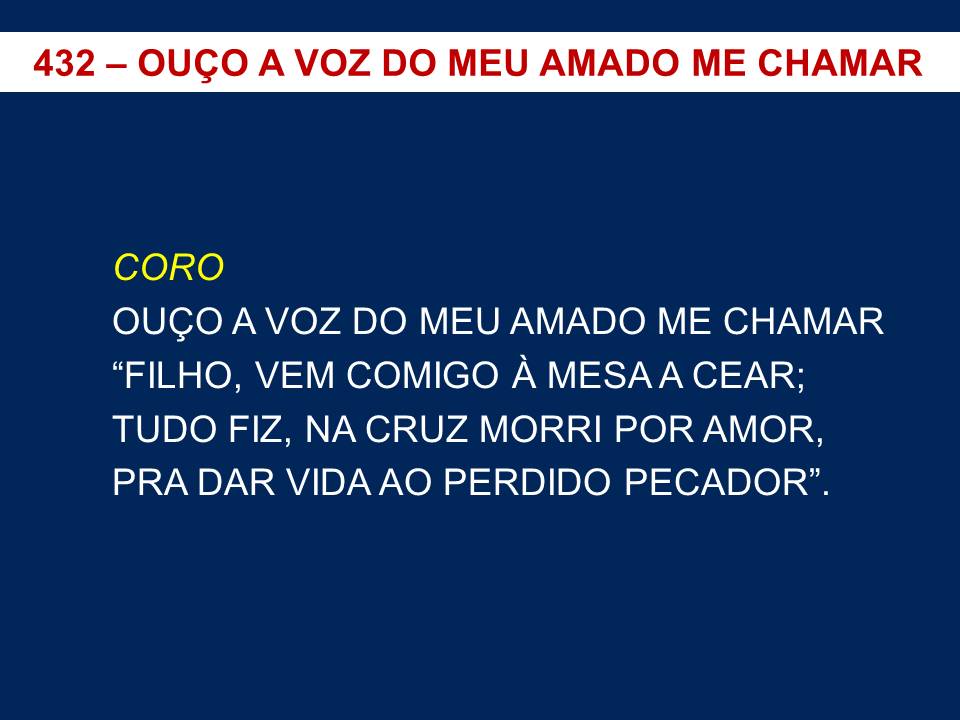 432 – OUÇO A VOZ DO MEU AMADO ME CHAMAR
CORO
OUÇO A VOZ DO MEU AMADO ME CHAMAR
“FILHO, VEM COMIGO À MESA A CEAR;
TUDO FIZ, NA CRUZ MORRI POR AMOR,
PRA DAR VIDA AO PERDIDO PECADOR”.